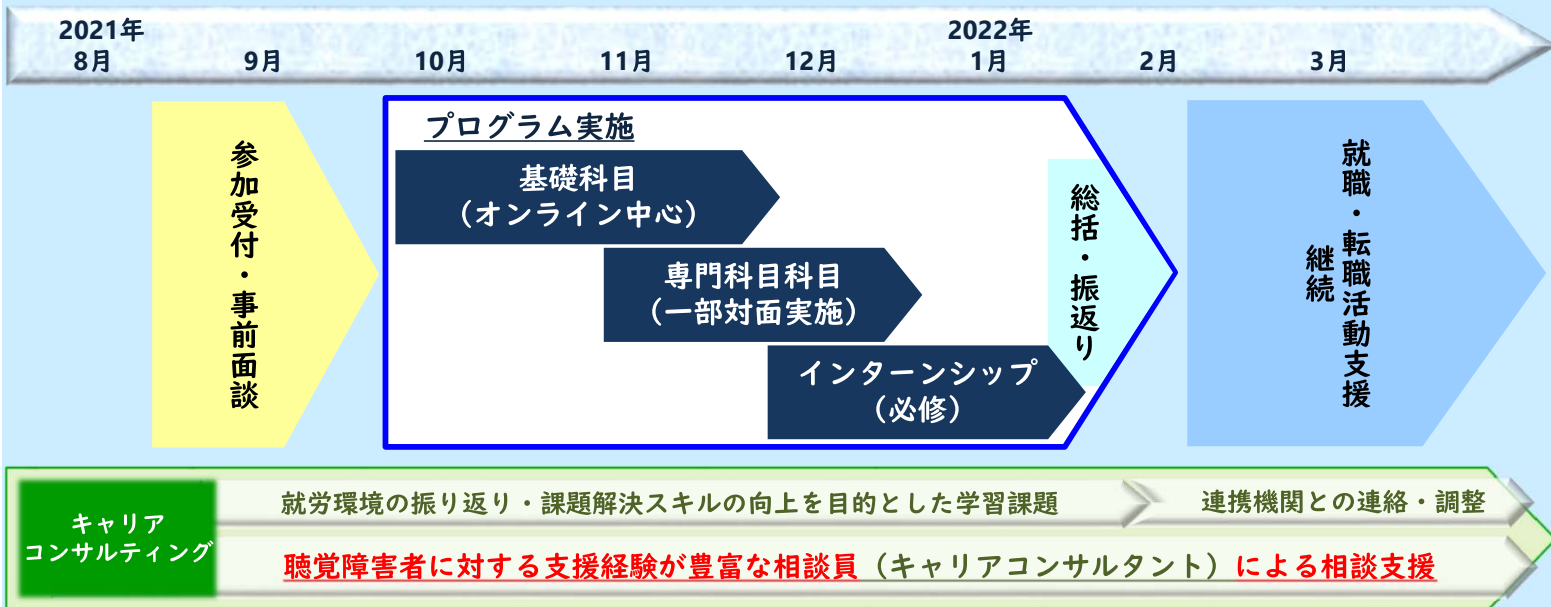 2021年
8月
9月
10月
11月
12月
2022年
1月
2月
3月
参加受付・事前面談
プログラム実施
基礎科目
（オンライン中心）
専門科目科目
（一部対面実施）
インターンシップ
（必修）
総括・振返り
就職・転職活動支援
継続
キャリア
コンサルティング
就労環境の振り返り・課題解決スキルの向上を目的とした学習課題
連携機関との連絡・調整
聴覚障害者に対する支援経験が豊富な相談員（キャリアコンサルタント）による相談支援